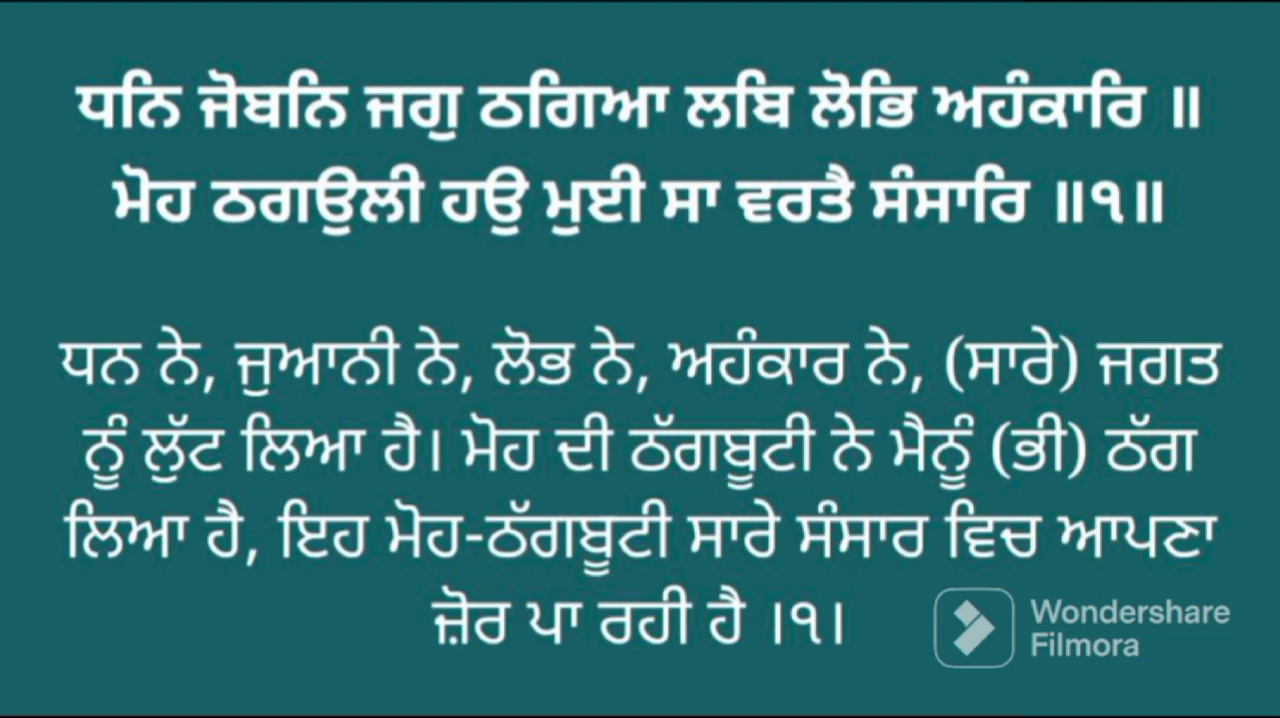 ਧਨਿ ਜੋਬਨਿ ਜਗੁ ਠਗਿਆ ਲਬਿ ਲੋਭਿ ਅਹੰਕਾਰਿ ॥
ਮੋਹ ਠਗਉਲੀ ਹਉ ਮੁਈ ਸਾ ਵਰਤੈ ਸੰਸਾਰਿ ॥੧॥
ਧਨ ਨੇ, ਜੁਆਨੀ ਨੇ, ਲੋਭ ਨੇ, ਅਹੰਕਾਰ ਨੇ, (ਸਾਰੇ) ਜਗਤ
ਨੂੰ ਲੁੱਟ ਲਿਆ ਹੈ। ਮੋਹ ਦੀ ਠੱਗਬੂਟੀ ਨੇ ਮੈਨੂੰ (ਭੀ) ਠੱਗ
ਲਿਆ ਹੈ, ਇਹ ਮੋਹ-ਠੱਗਬੂਟੀ ਸਾਰੇ ਸੰਸਾਰ ਵਿਚ ਆਪਣਾ
ਜ਼ੋਰ ਪਾ ਰਹੀ ਹੈ ।੧।
Wondershare
Filmora